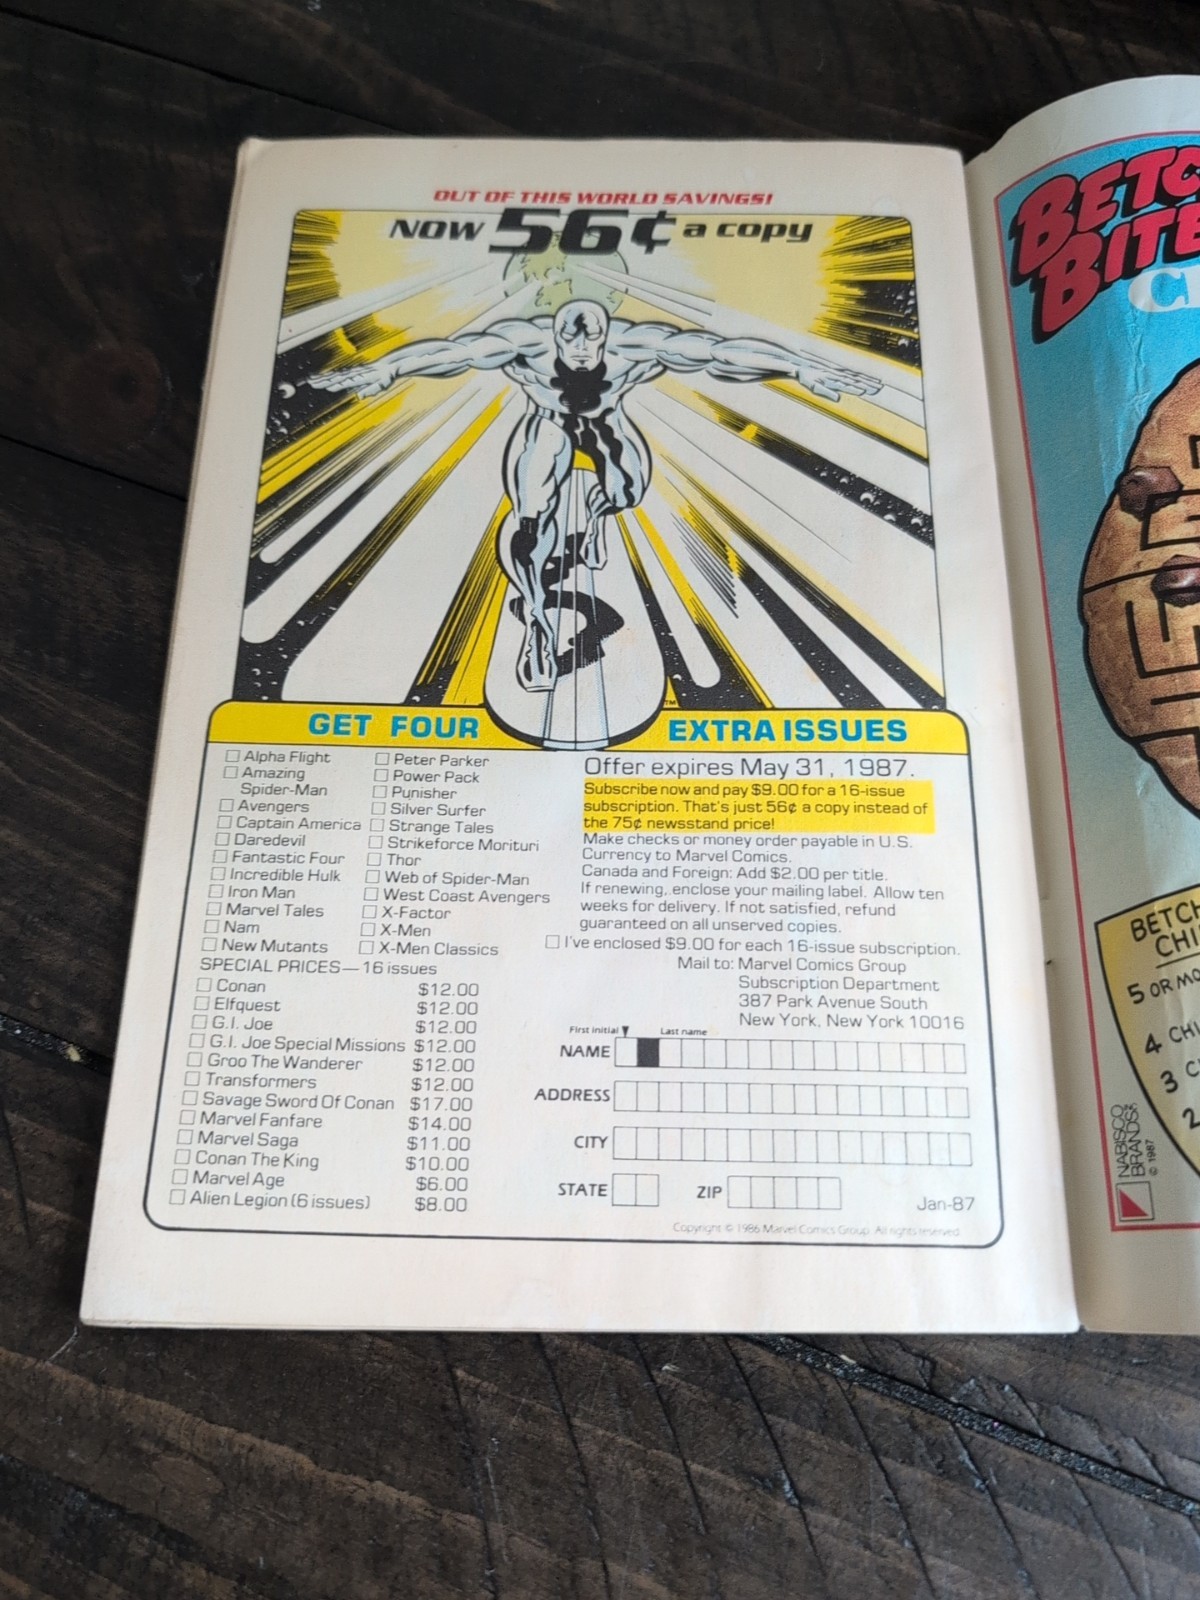 OUT OF THIS WORLD SAVINGS!
NOW 56¢ a copy
GET FOUR EXTRA ISSUES
TM
☐ Alpha Flight
☐ Amazing
Spider-Man
☐ Avengers
☐ Captain America
☐ Daredevil
☐ Fantastic Four
☐ Incredible Hulk
☐ Iron Man
☐ Marvel Tales
☐ Nam
☐ New Mutants
☐ Peter Parker
☐ Power Pack
☐ Punisher
☐ Silver Surfer
☐ Strange Tales
☐ Strikeforce Morituri
☐ Thor
☐ Web of Spider-Man
☐ West Coast Avengers
☐ X-Factor
☐ X-Men
☐ X-Men Classics
SPECIAL PRICES—16 issues
☐ Conan $12.00
☐ Elfquest $12.00
☐ G.I. Joe $12.00
☐ G.I. Joe Special Missions $12.00
☐ Groo The Wanderer $12.00
☐ Transformers $12.00
☐ Savage Sword Of Conan $17.00
☐ Marvel Fanfare $14.00
☐ Marvel Saga $11.00
☐ Conan The King $10.00
☐ Marvel Age $6.00
☐ Alien Legion (6 issues) $8.00
Offer expires May 31, 1987.
Subscribe now and pay $9.00 for a 16-issue
subscription. That's just 56¢ a copy instead of
the 75¢ newsstand price!
Make checks or money order payable in U.S.
Currency to Marvel Comics.
Canada and Foreign: Add $2.00 per title.
If renewing, enclose your mailing label. Allow ten
weeks for delivery. If not satisfied, refund
guaranteed on all unserved copies.
☐ I've enclosed $9.00 for each 16-issue subscription.
Mail to: Marvel Comics Group
Subscription Department
387 Park Avenue South
New York, New York 10016
First initial Last name
NAME
ADDRESS
CITY
STATE ZIP
Jan-87
Copyright © 1986 Marvel Comics Group. All rights reserved.
BITE
BETCH
5 OR MO
4 CHI
3 C
2
NABISCO
BRANDS
© 1987